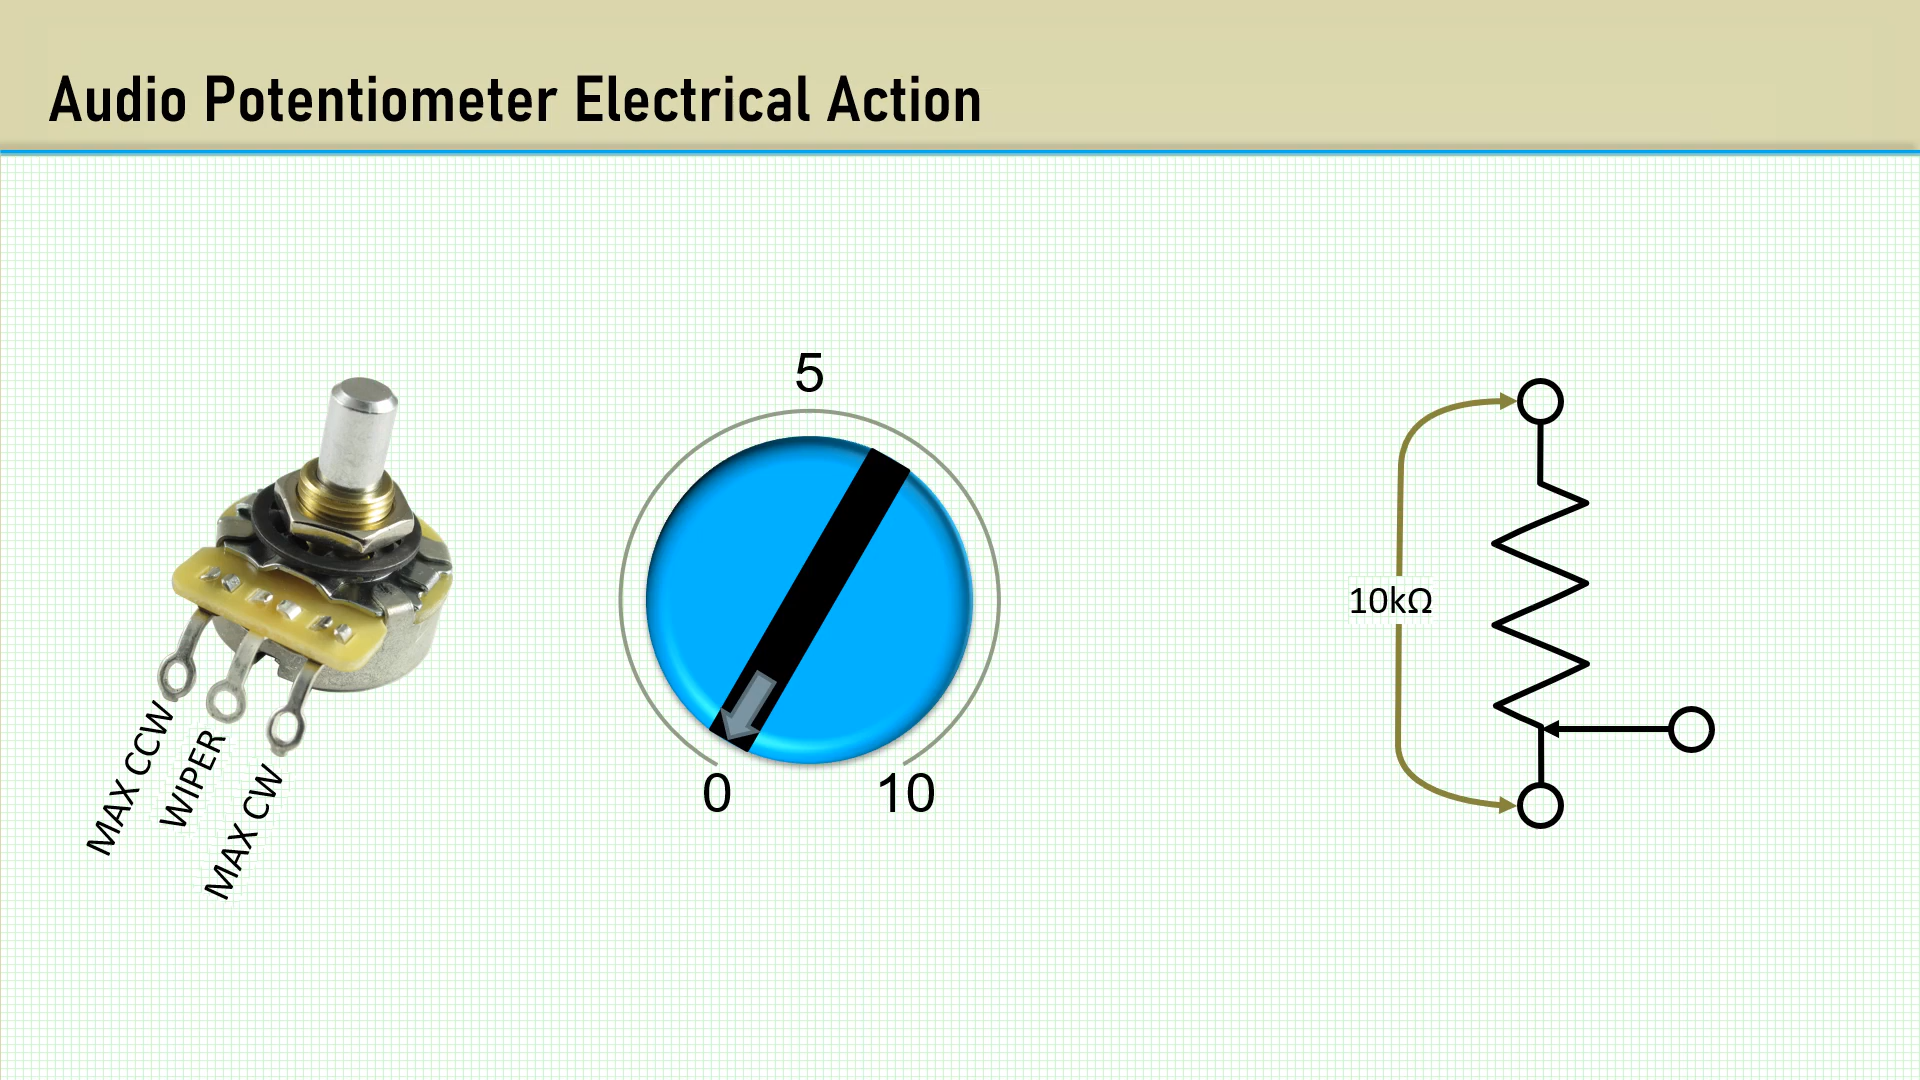 Audio Potentiometer Electrical Action
5
0
10
MAX CCW
WIPER
MAX CW
10kΩ